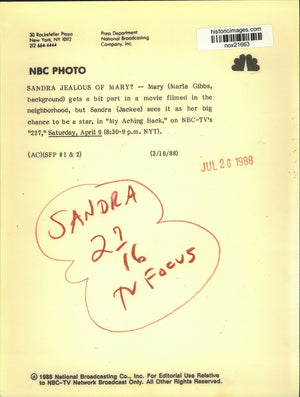 30 Rockefeller Plaza
New York, NY 10112
212 664-4444
Press Department
National Broadcasting
Company, Inc.
historicimages.com
nox21663
NBC PHOTO
SANDRA JEALOUS OF MARY? — Mary (Marla Gibbs,
background) gets a bit part in a movie filmed in the
neighborhood, but Sandra (Jackee) sees it as her big
chance to be a star, in "My Aching Back," on NBC-TV's
"227," Saturday, April 9 (8:30-9 p.m. NYT).
(AC)(SFP #1 & 2)
(3/18/88)
JUL 26 1988
SANDRA
27
16
TV FOCUS
© 1988 National Broadcasting Co., Inc. For Editorial Use Relative
to NBC-TV Network Broadcast Only. All Other Rights Reserved.